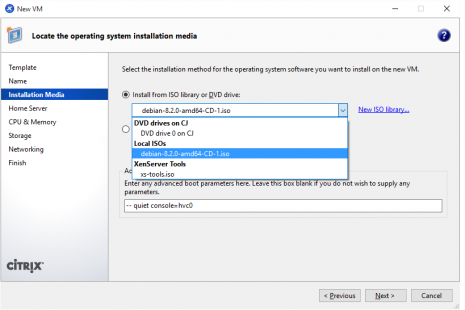 New VM
Locate the operating system installation media
?
Template
Name
Installation Media
Home Server
CPU & Memory
Storage
Networking
Finish
CITRIX
Select the installation method for the operating system software you want to install on the new VM.
Install from ISO library or DVD drive:
debian-8.2.0-amd64-CD-1.iso
New ISO library...
DVD drives on CJ
DVD drive 0 on CJ
Local ISOs
debian-8.2.0-amd64-CD-1.iso
XenServer Tools
xs-tools.iso
Enter any advanced boot parameters here. Leave this box blank if you do not wish to supply any
parameters.
-- quiet console=hvc0
< Previous
Next >
Cancel